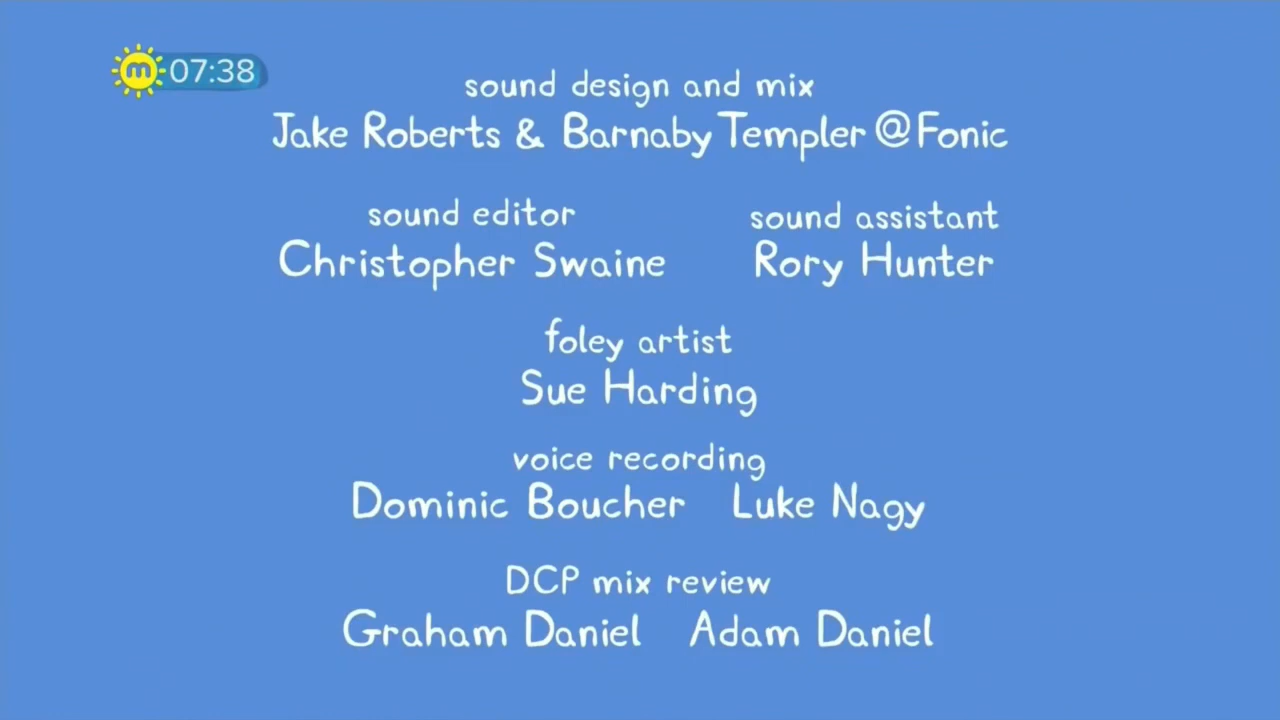 m 07:38
sound design and mix
Jake Roberts & Barnaby Templer @ Fonic
sound editor sound assistant
Christopher Swaine Rory Hunter
foley artist
Sue Harding
voice recording
Dominic Boucher Luke Nagy
DCP mix review
Graham Daniel Adam Daniel